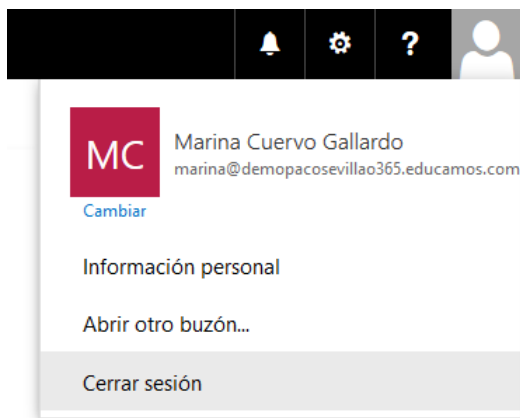 ?
MC
Marina Cuervo Gallardo
marina@demopacosevillao365.educamos.com
Cambiar
Información personal
Abrir otro buzón...
Cerrar sesión